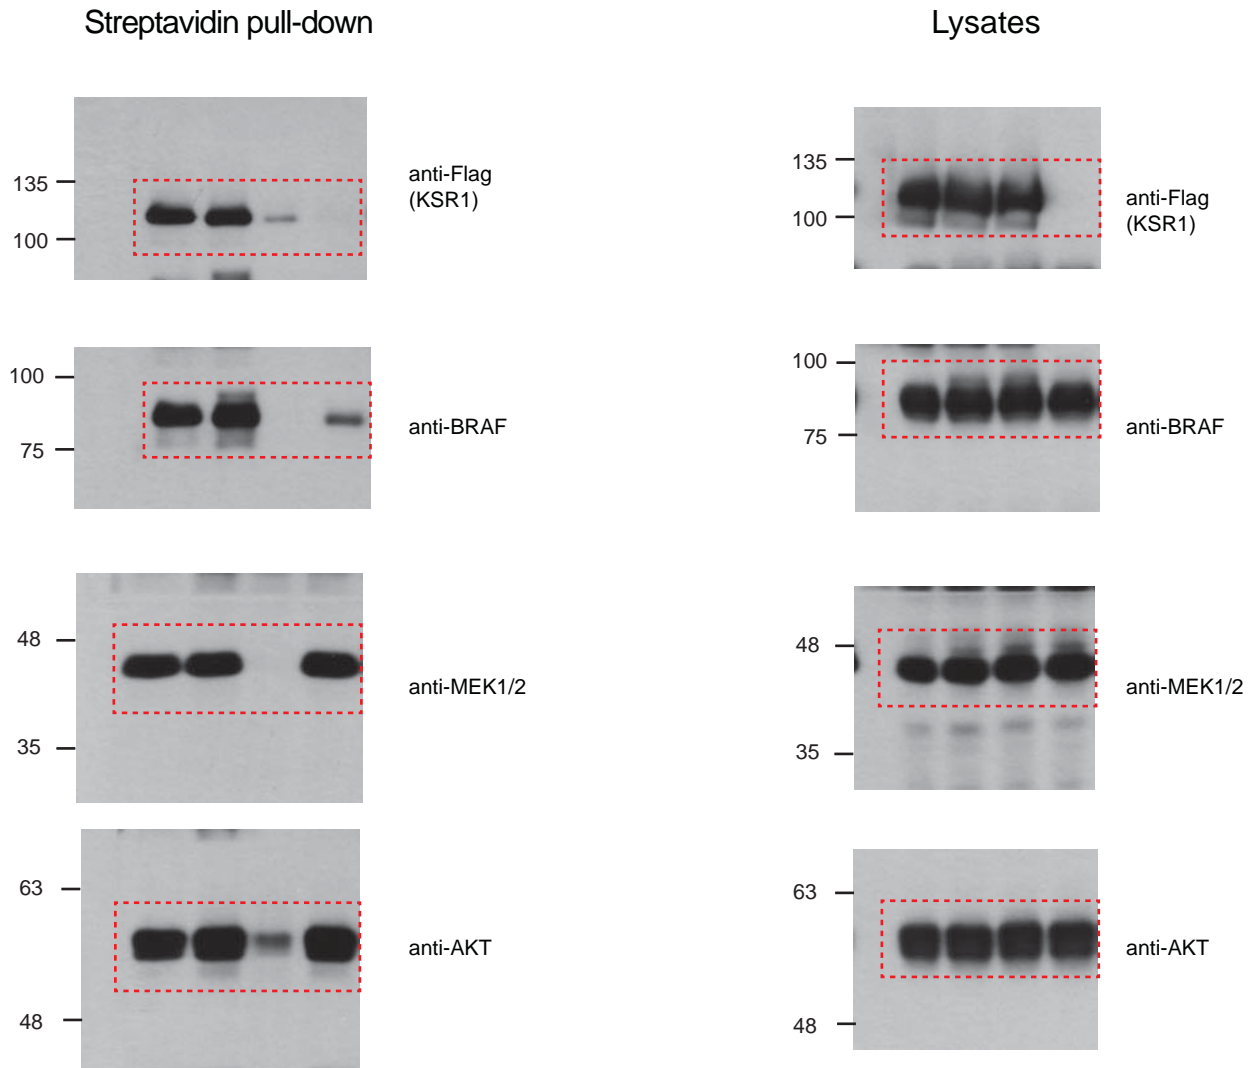 Streptavidin pull-down
Lysates
135
100
anti-Flag
(KSR1)
135
100
anti-Flag
(KSR1)
100
75
anti-BRAF
100
75
anti-BRAF
48
35
anti-MEK1/2
48
35
anti-MEK1/2
63
48
anti-AKT
63
48
anti-AKT